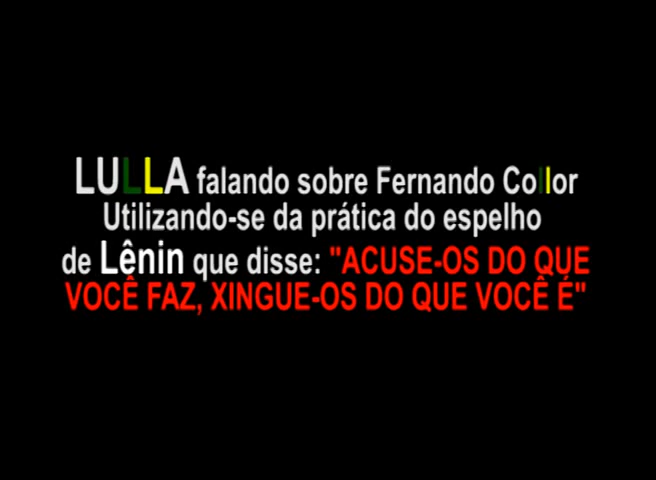 LULLA falando sobre Fernando Collor
Utilizando-se da prática do espelho
de Lênin que disse: "ACUSE-OS DO QUE
VOCÊ FAZ, XINGUE-OS DO QUE VOCÊ É"